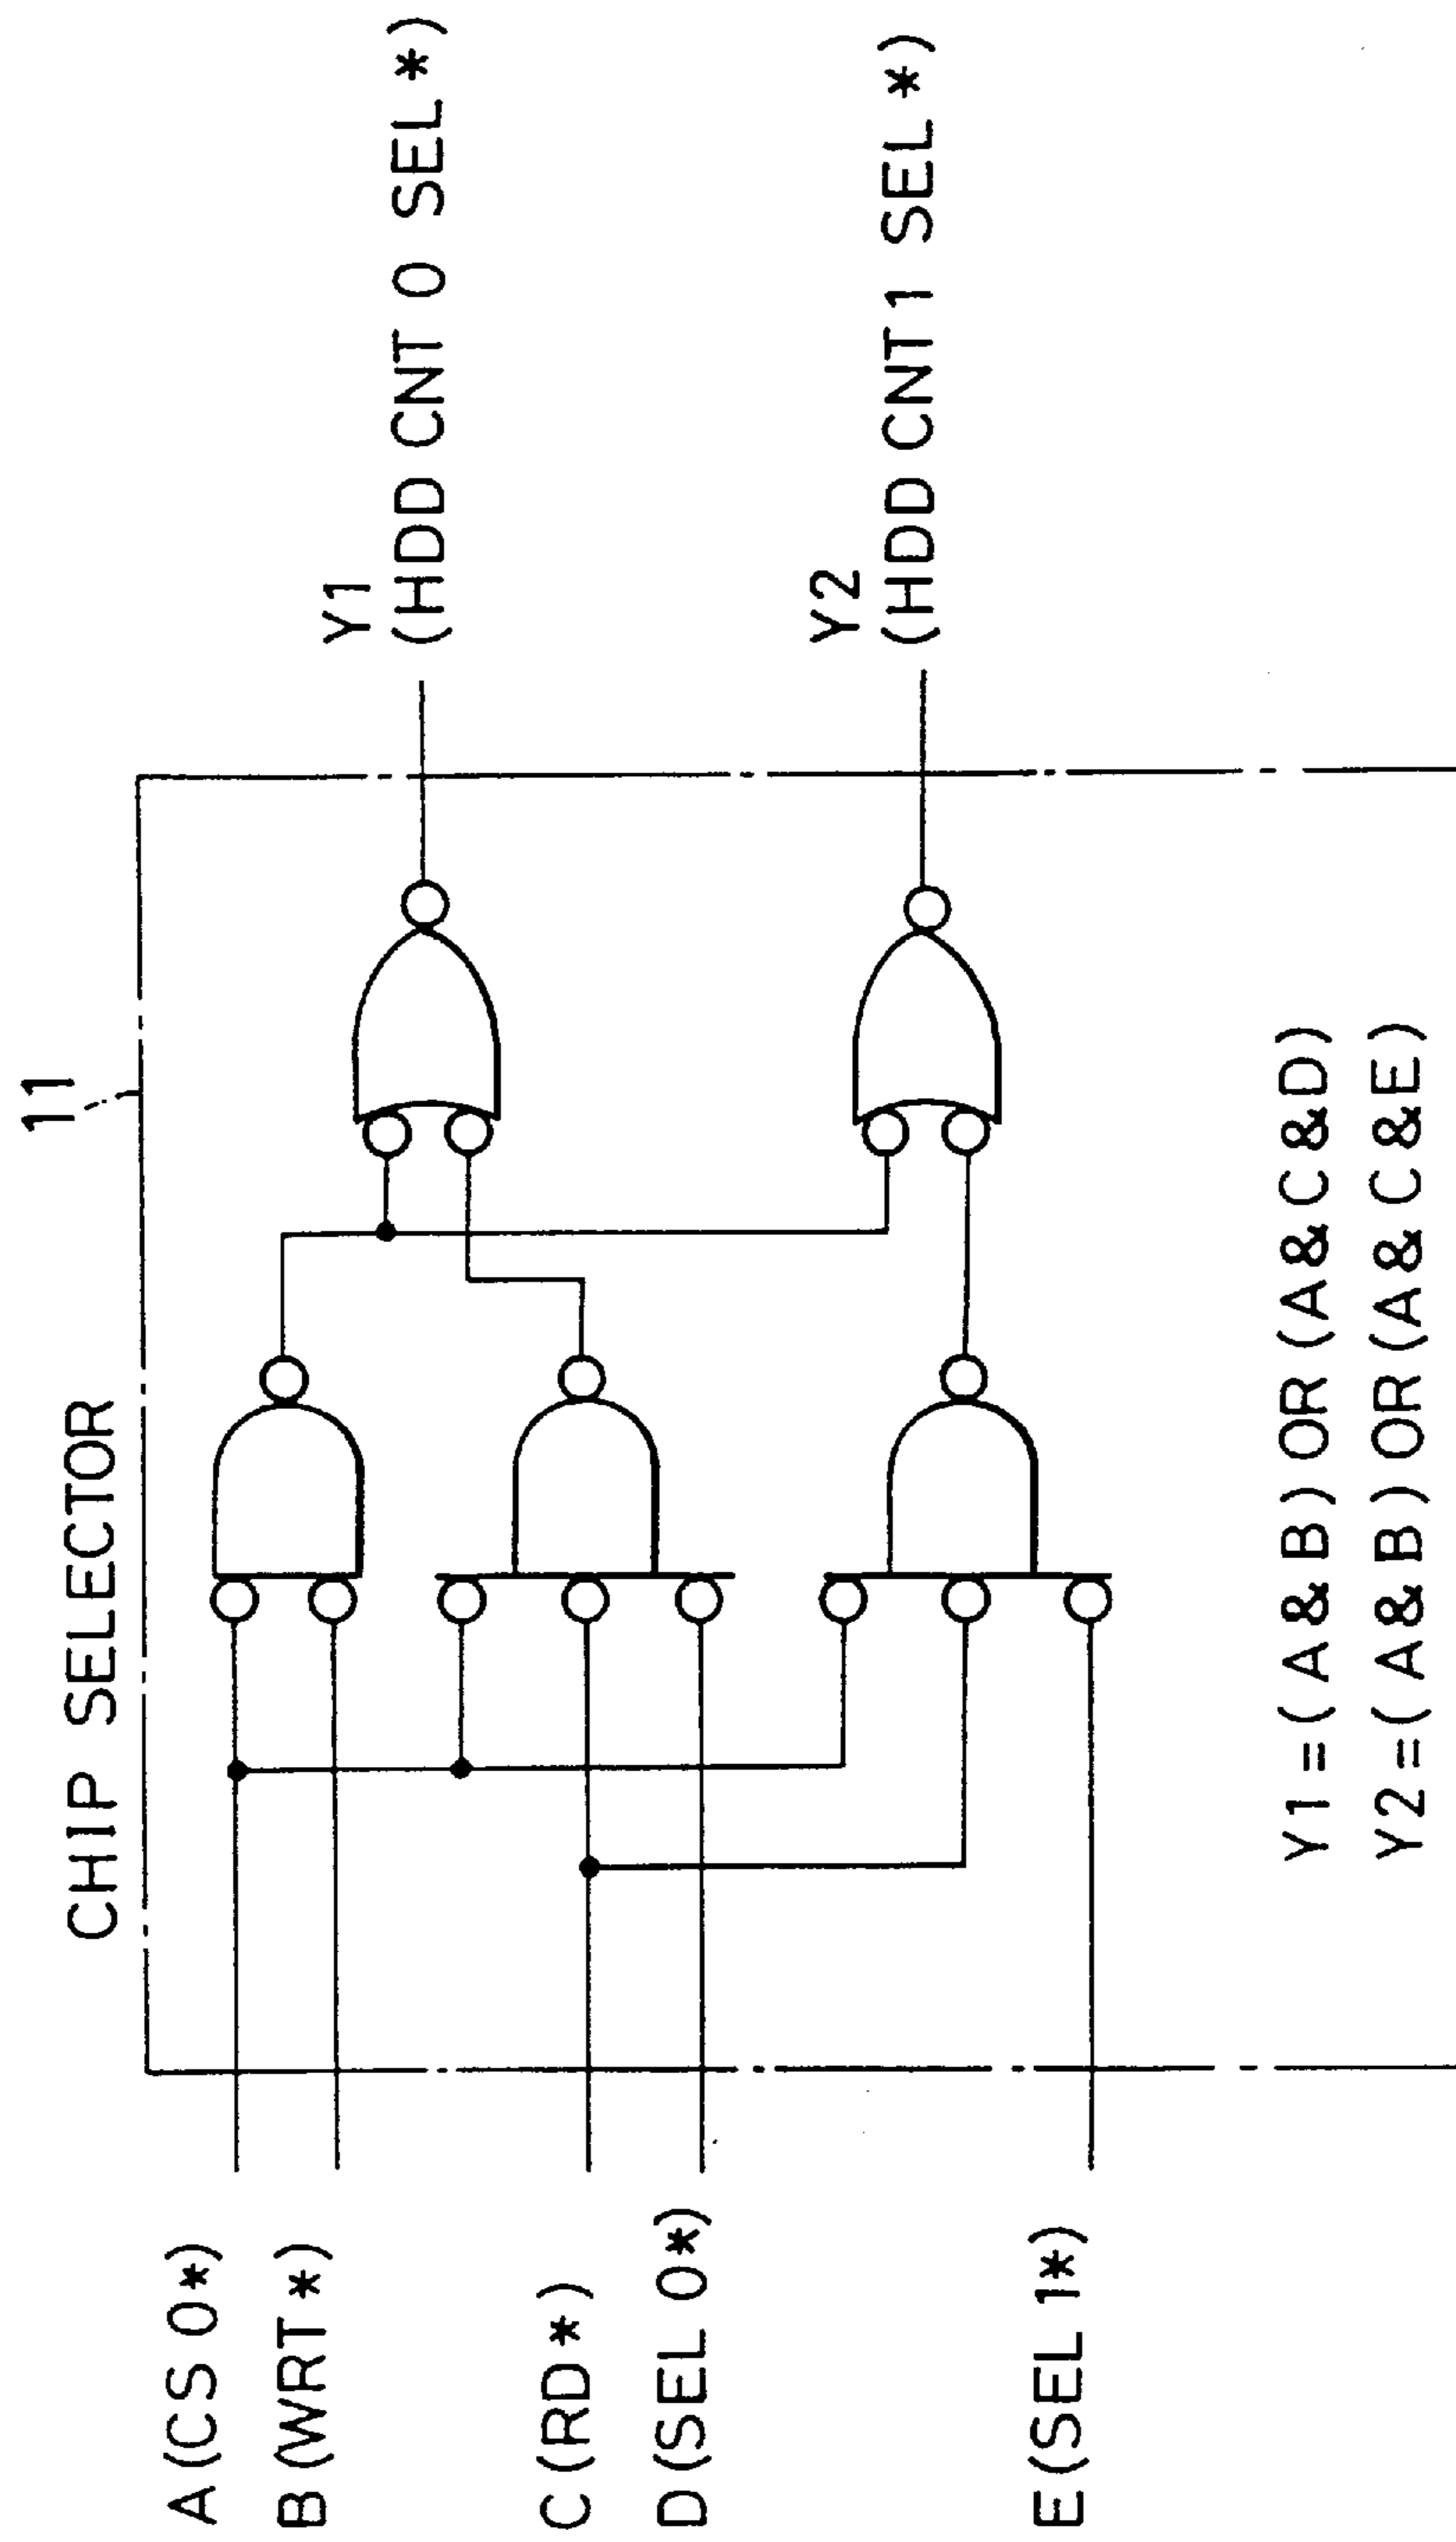 11
CHIP SELECTOR
A (CS 0*)
B (WRT*)
C (RD*)
D (SEL 0*)
E (SEL 1*)
Y1
(HDD CNT 0 SEL*)
Y2
(HDD CNT 1 SEL*)
Y1 = (A & B) OR (A & C & D)
Y2 = (A & B) OR (A & C & E)